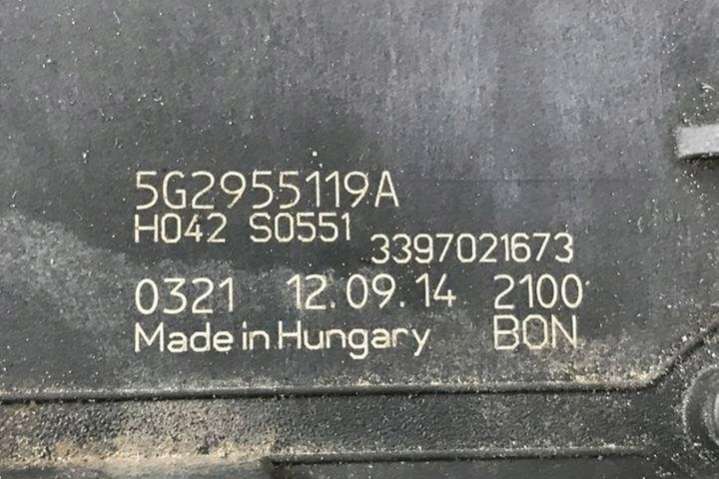 5G2955119A
H042 S0551
3397021673
0321 12.09.14 2100
Made in Hungary BON